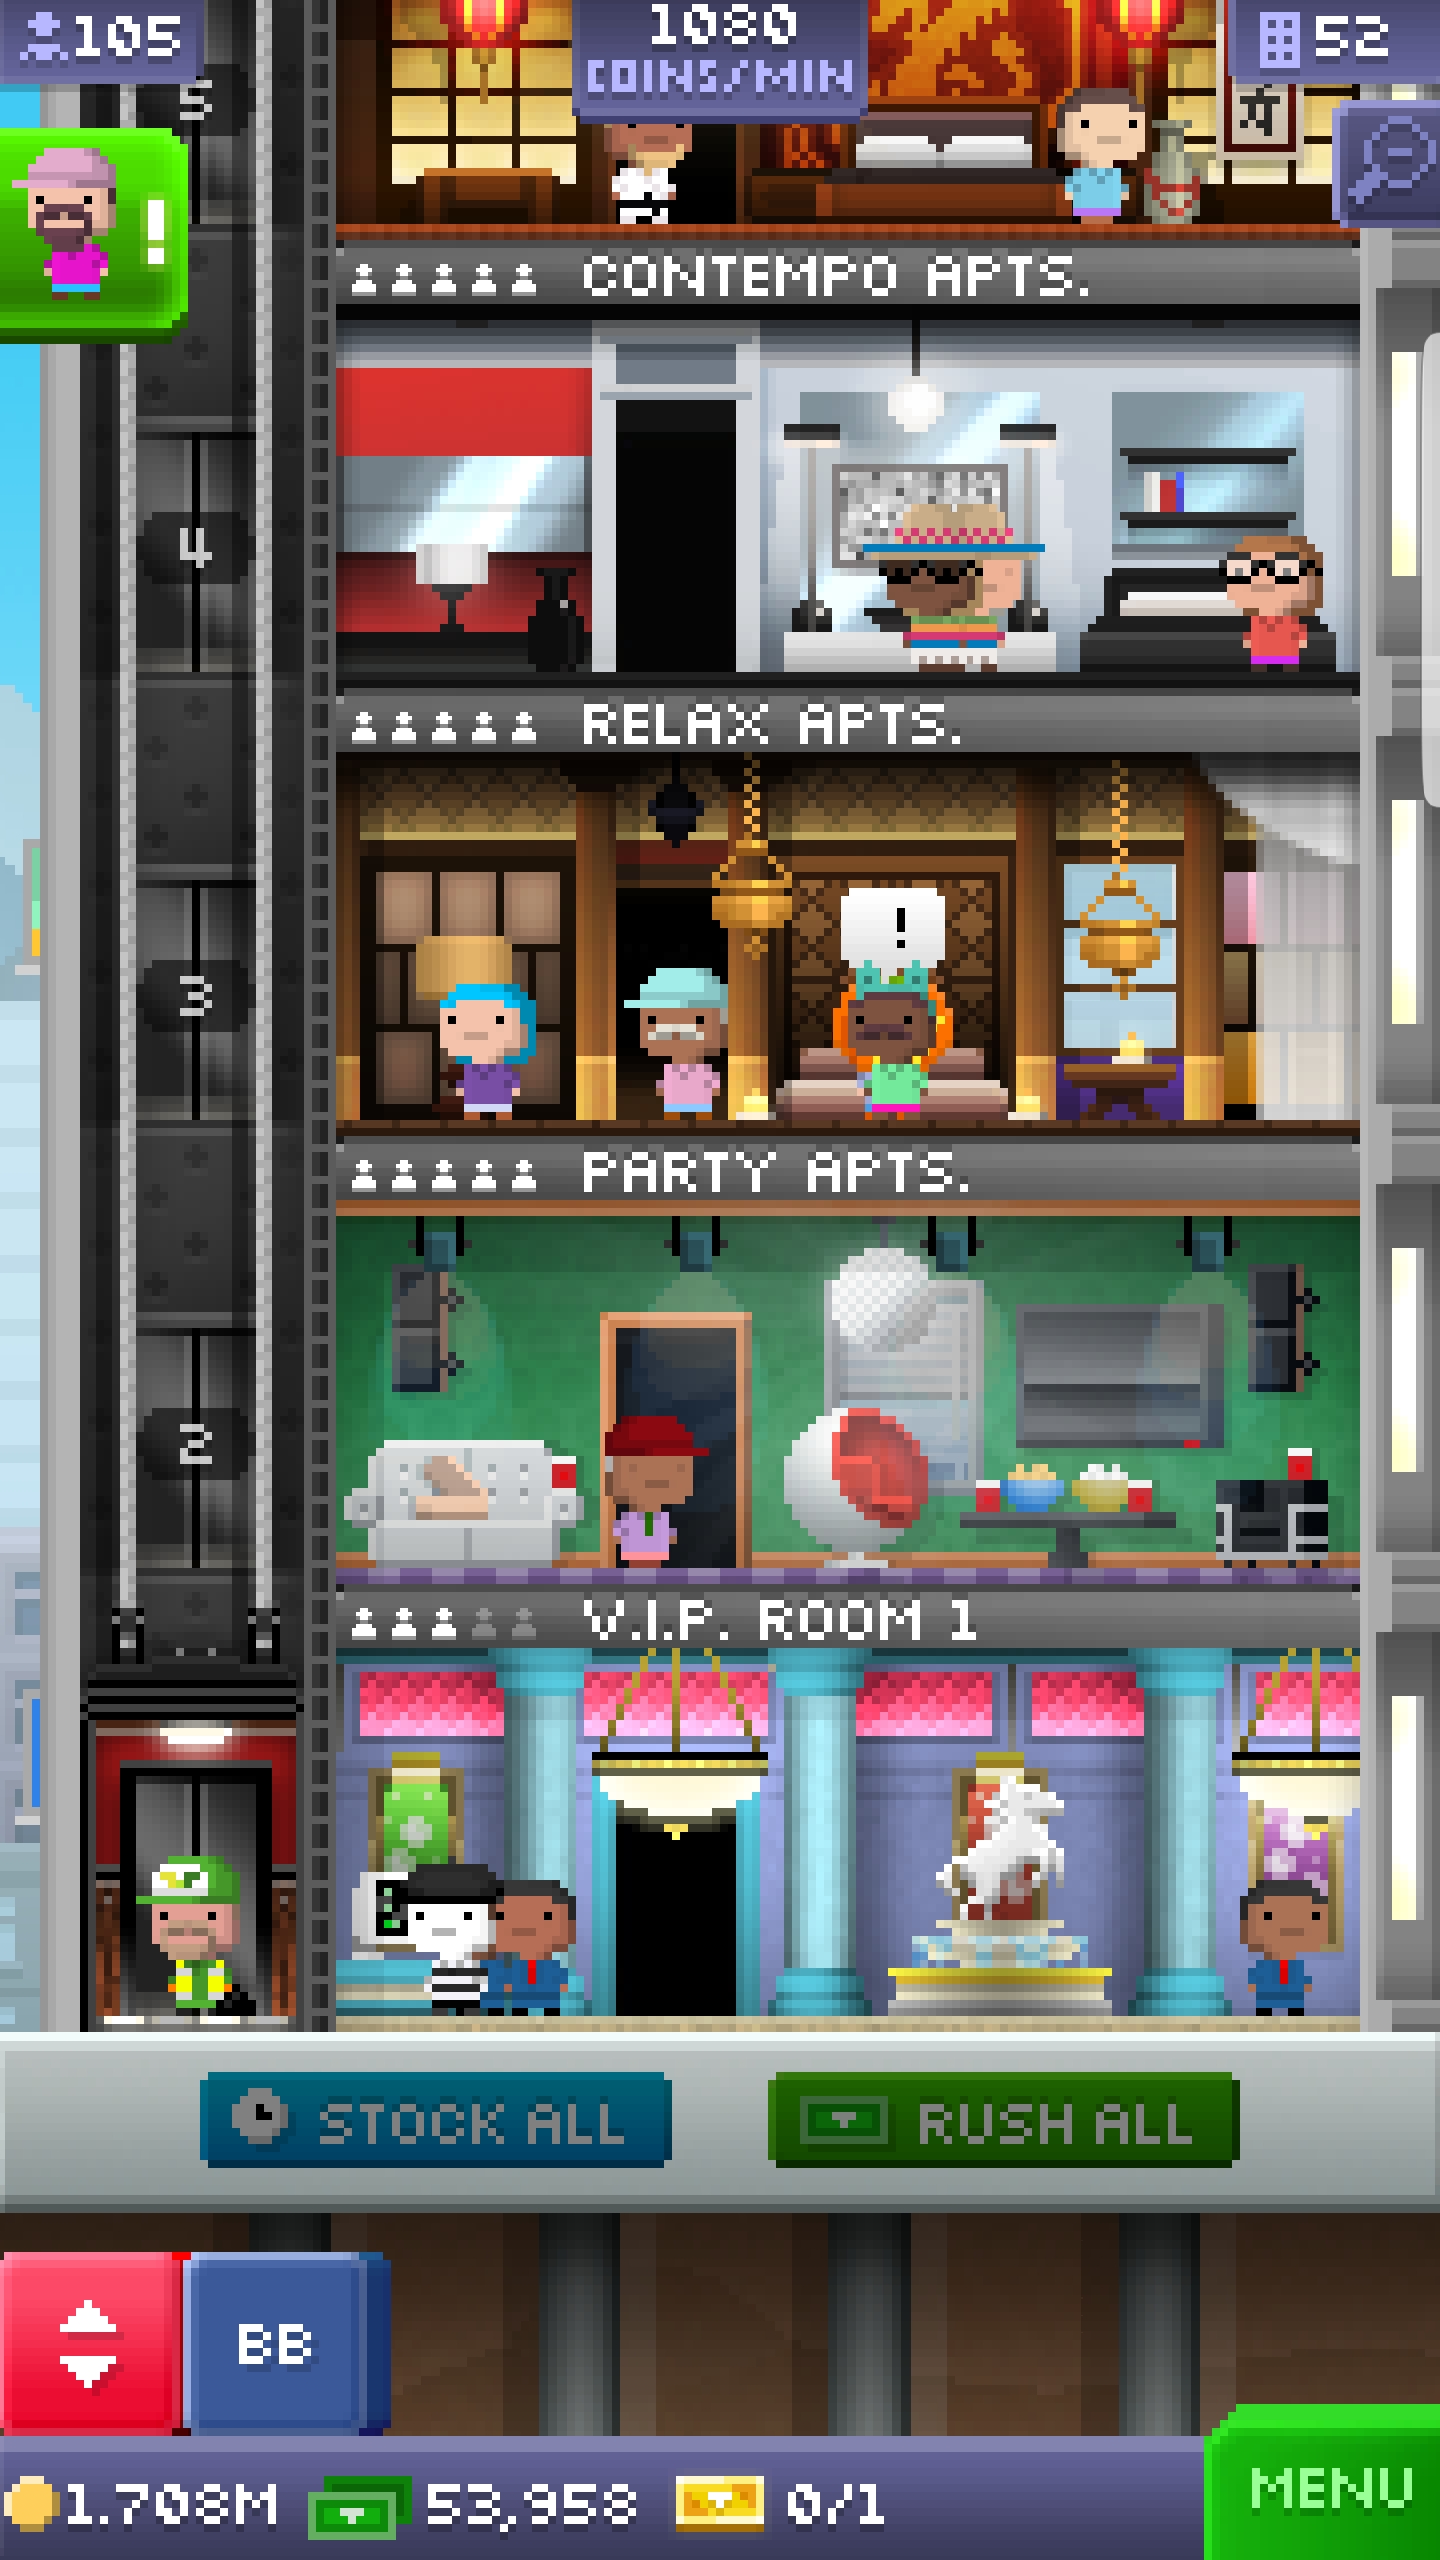 105
1080
COINS/MIN
52
5
!
CONTEMPO APTS.
4
RELAX APTS.
!
3
PARTY APTS.
2
V.I.P. ROOM 1
STOCK ALL
RUSH ALL
BB
1.708M 53,958 0/1
MENU